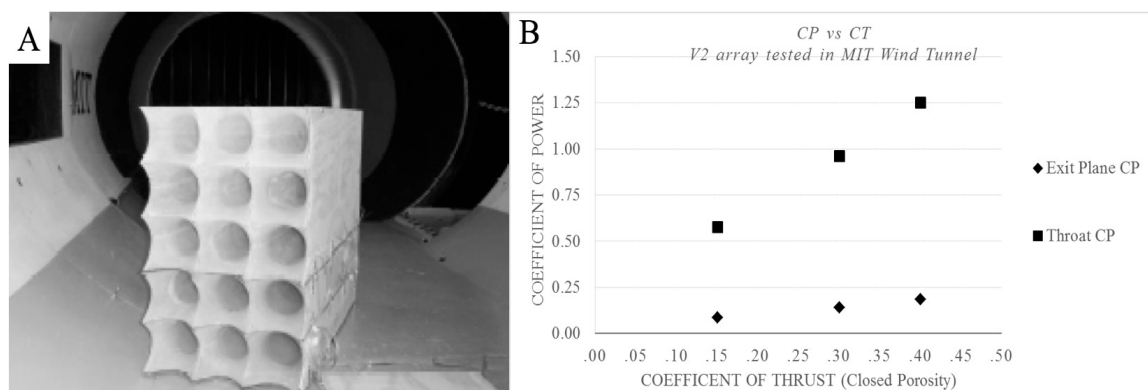 A
B
CP vs CT
V2 array tested in MIT Wind Tunnel
COEFFICIENT OF POWER
1.50
1.25
1.00
0.75
0.50
0.25
0.00
.00 .05 .10 .15 .20 .25 .30 .35 .40 .45 .50
COEFFICENT OF THRUST (Closed Porosity)
Exit Plane CP
Throat CP